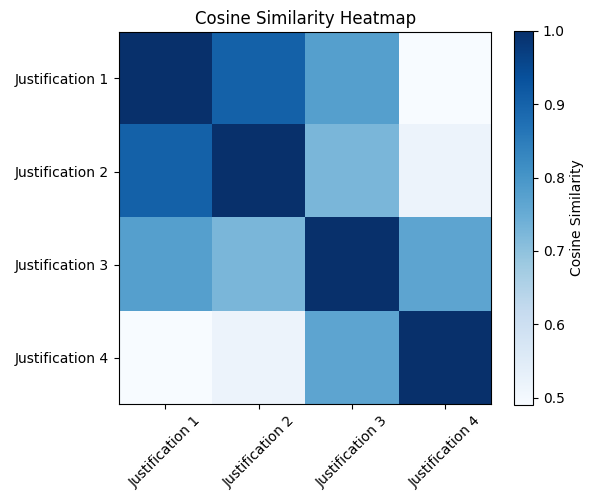 Cosine Similarity Heatmap
Justification 1
Justification 2
Justification 3
Justification 4
Justification 1
Justification 2
Justification 3
Justification 4
1.0
0.9
0.8
0.7
0.6
0.5
Cosine Similarity